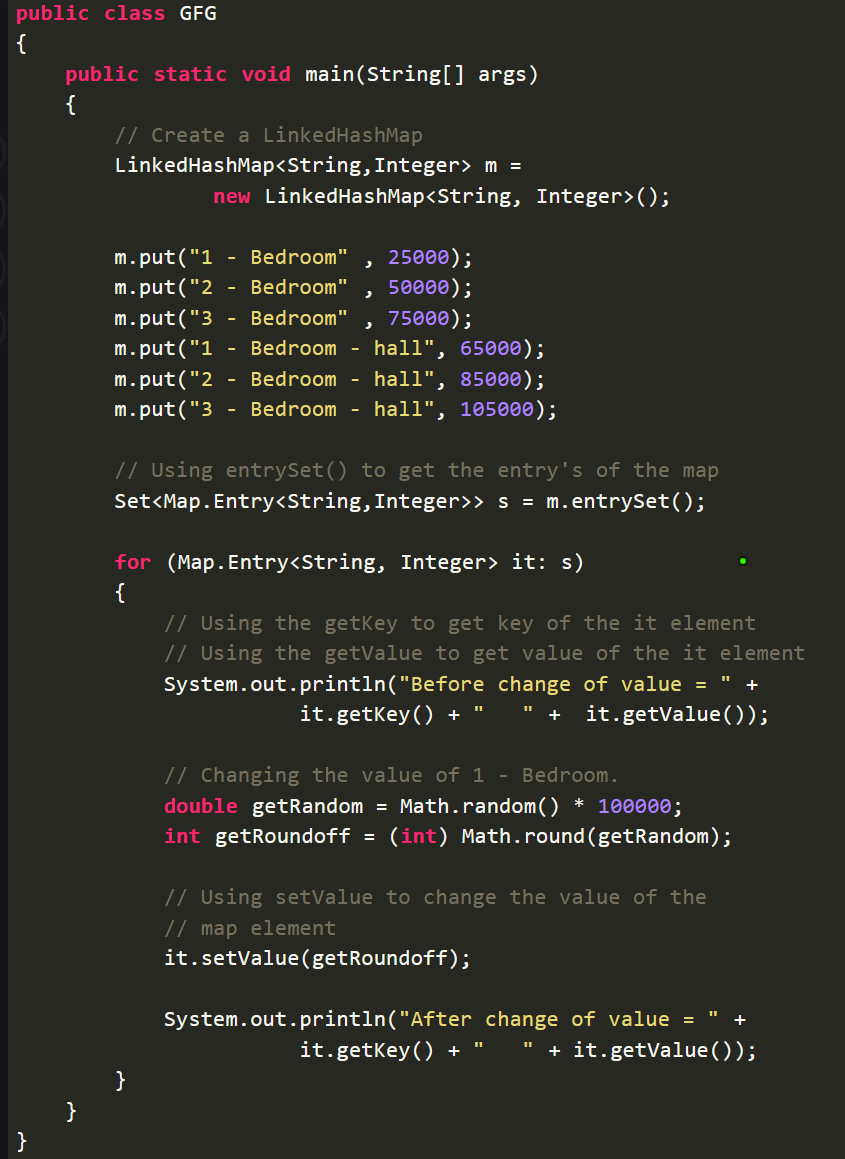 public class GFG
{
    public static void main(String[] args)
    {
        // Create a LinkedHashMap
        LinkedHashMap<String,Integer> m =
                new LinkedHashMap<String, Integer>();

        m.put("1 - Bedroom" , 25000);
        m.put("2 - Bedroom" , 50000);
        m.put("3 - Bedroom" , 75000);
        m.put("1 - Bedroom - hall", 65000);
        m.put("2 - Bedroom - hall", 85000);
        m.put("3 - Bedroom - hall", 105000);

        // Using entrySet() to get the entry's of the map
        Set<Map.Entry<String,Integer>> s = m.entrySet();

        for (Map.Entry<String, Integer> it: s)
        {
            // Using the getKey to get key of the it element
            // Using the getValue to get value of the it element
            System.out.println("Before change of value = " +
                       it.getKey() + "   " +  it.getValue());

            // Changing the value of 1 - Bedroom.
            double getRandom = Math.random() * 100000;
            int getRoundoff = (int) Math.round(getRandom);

            // Using setValue to change the value of the
            // map element
            it.setValue(getRoundoff);

            System.out.println("After change of value = " +
                       it.getKey() + "   " + it.getValue());
        }
    }
}